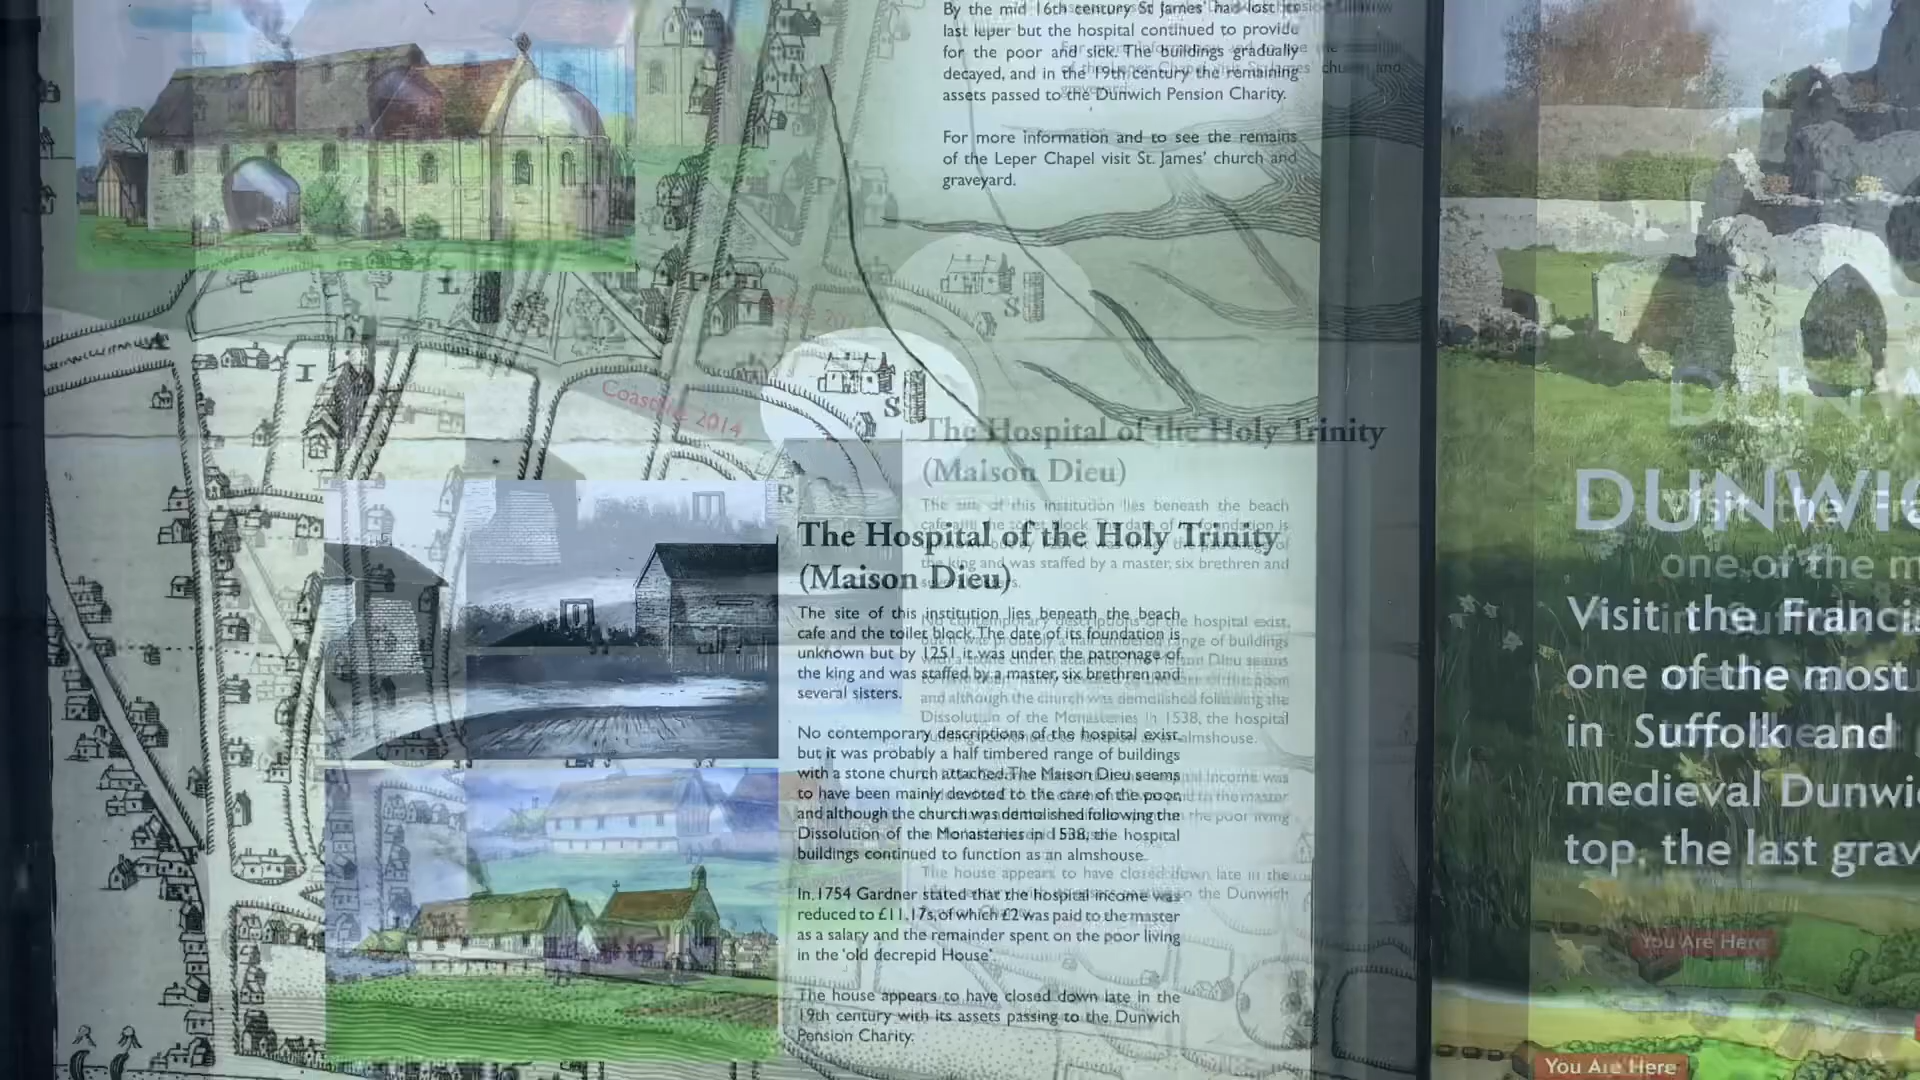 By the mid 16th century St James' had lost its
last leper but the hospital continued to provide
for the poor and sick. The buildings gradually
decayed, and in the 19th century the remaining
assets passed to the Dunwich Pension Charity.
For more information and to see the remains
of the Leper Chapel visit St. James' church and
graveyard.
L
I
S
S
Coastline 2014
R
The Hospital of the Holy Trinity
(Maison Dieu)
The Hospital of the Holy Trinity
(Maison Dieu)
The site of this institution lies beneath the beach
cafe and the toilet block. The date of its foundation is
unknown but by 1251 it was under the patronage of
the king and was staffed by a master, six brethren and
several sisters.
No contemporary descriptions of the hospital exist,
but it was probably a half timbered range of buildings
with a stone church attached. The Maison Dieu seems
to have been mainly devoted to the care of the poor,
and although the church was demolished following the
Dissolution of the Monasteries in 1538, the hospital
buildings continued to function as an almshouse.
In 1754 Gardner stated that the hospital income was
reduced to £11.17s, of which £2 was paid to the master
as a salary and the remainder spent on the poor living
in the 'old decrepid House'.
The house appears to have closed down late in the
19th century with its assets passing to the Dunwich
Pension Charity.
DUNWIC
Visit the Francis
one of the most
in Suffolk and
medieval Dunwic
top, the last grav
You Are Here
You Are Here